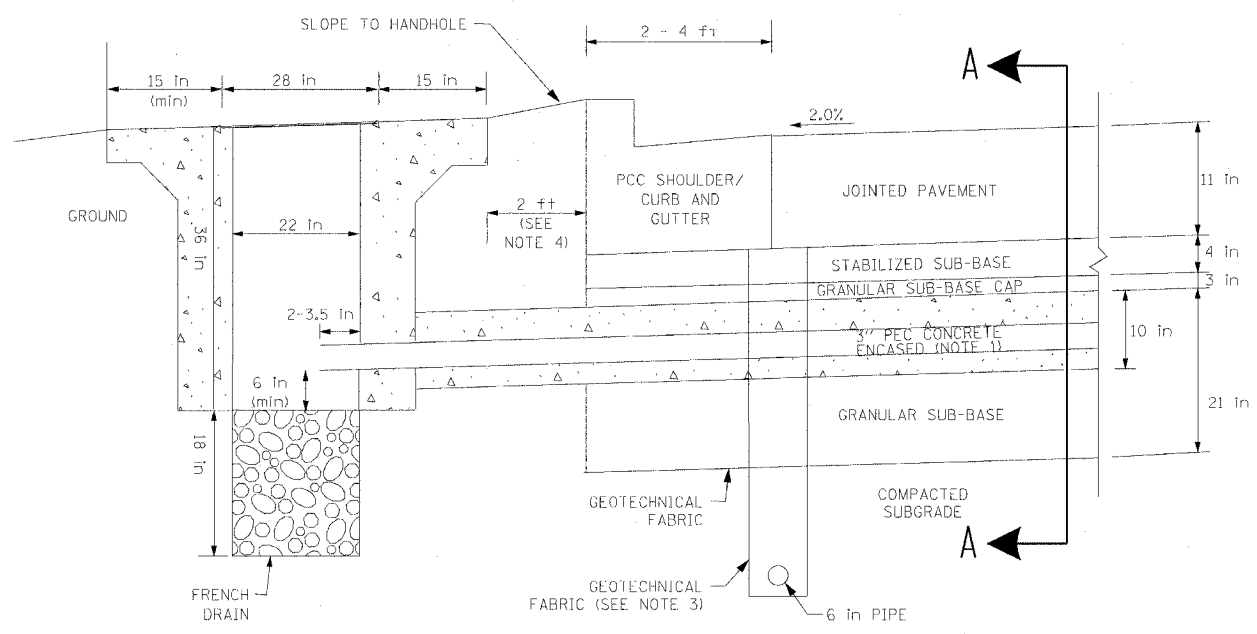 SLOPE TO HANDHOLE
2 - 4 ft
A
15 in
(min)
28 in
15 in
2.0%
PCC SHOULDER/
CURB AND
GUTTER
JOINTED PAVEMENT
11 in
GROUND
36 in
22 in
2 ft
(SEE
NOTE 4)
STABILIZED SUB-BASE
4 in
GRANULAR SUB-BASE CAP
3 in
2-3.5 in
3" PEC CONCRETE
ENCASED (NOTE 1)
10 in
6 in
(min)
21 in
GRANULAR SUB-BASE
18 in
GEOTECHNICAL
FABRIC
COMPACTED
SUBGRADE
A
FRENCH
DRAIN
GEOTECHNICAL
FABRIC (SEE NOTE 3)
6 in PIPE